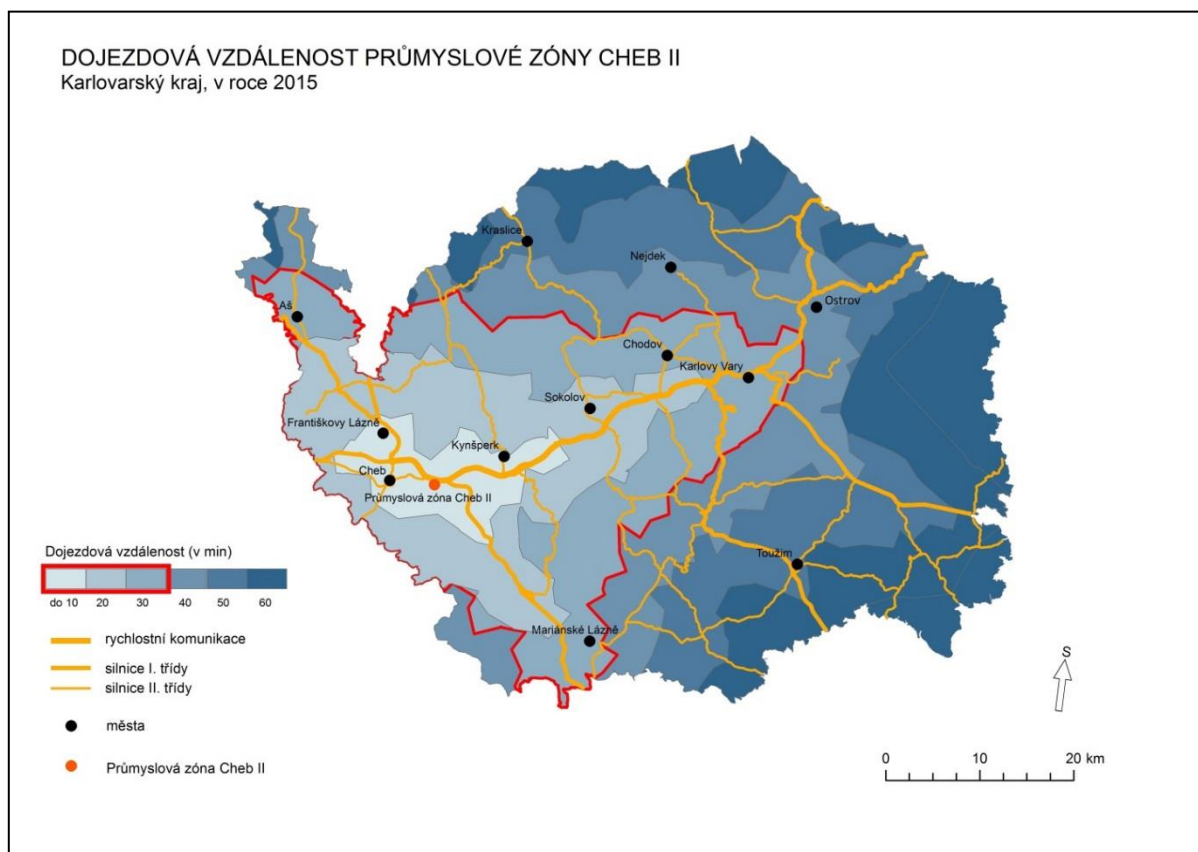 DOJEZDOVÁ VZDÁLENOST PRŮMYSLOVÉ ZÓNY CHEB II
Karlovarský kraj, v roce 2015
Kraslice
Nejdek
Aš
Ostrov
Chodov
Karlovy Vary
Sokolov
Františkovy Lázně
Kynšperk
Cheb
Průmyslová zóna Cheb II
Toužim
Mariánské Lázně
Dojezdová vzdálenost (v min)
do 10 20 30 40 50 60
rychlostní komunikace
silnice I. třídy
silnice II. třídy
města
Průmyslová zóna Cheb II
S
0 10 20 km